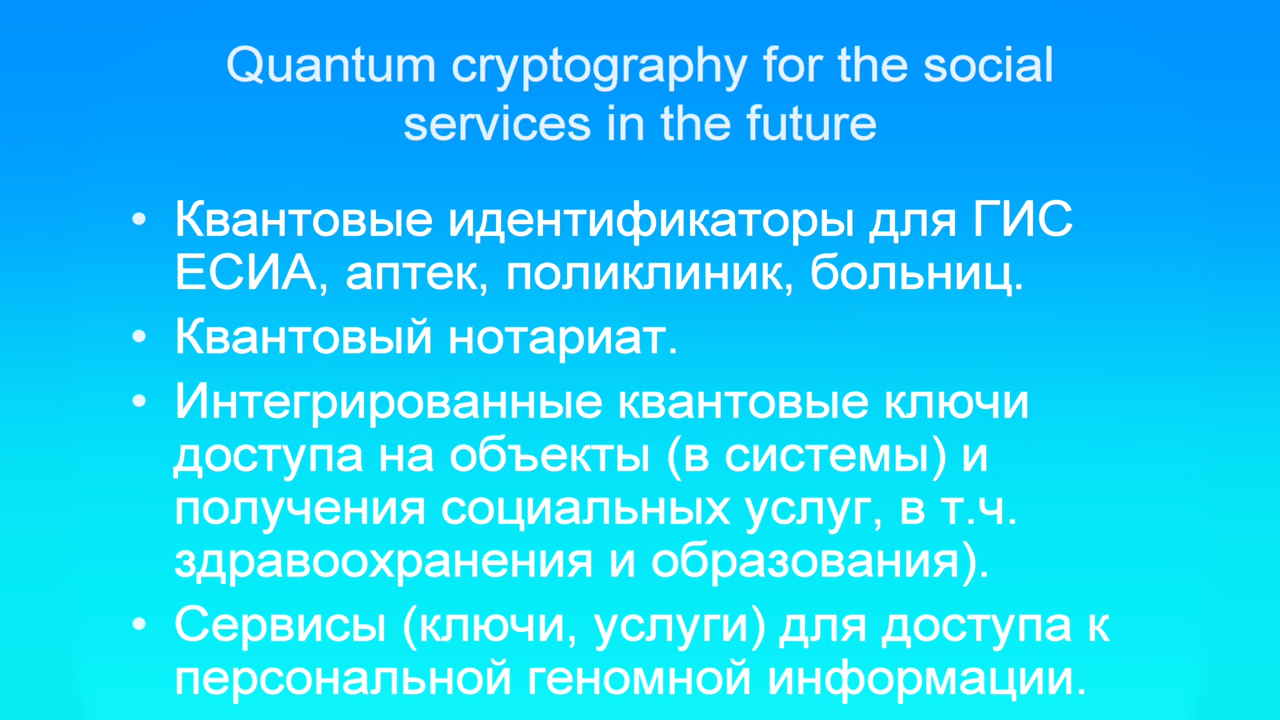 Quantum cryptography for the social
services in the future
• Квантовые идентификаторы для ГИС
ЕСИА, аптек, поликлиник, больниц.
• Квантовый нотариат.
• Интегрированные квантовые ключи
доступа на объекты (в системы) и
получения социальных услуг, в т.ч.
здравоохранения и образования).
• Сервисы (ключи, услуги) для доступа к
персональной геномной информации.